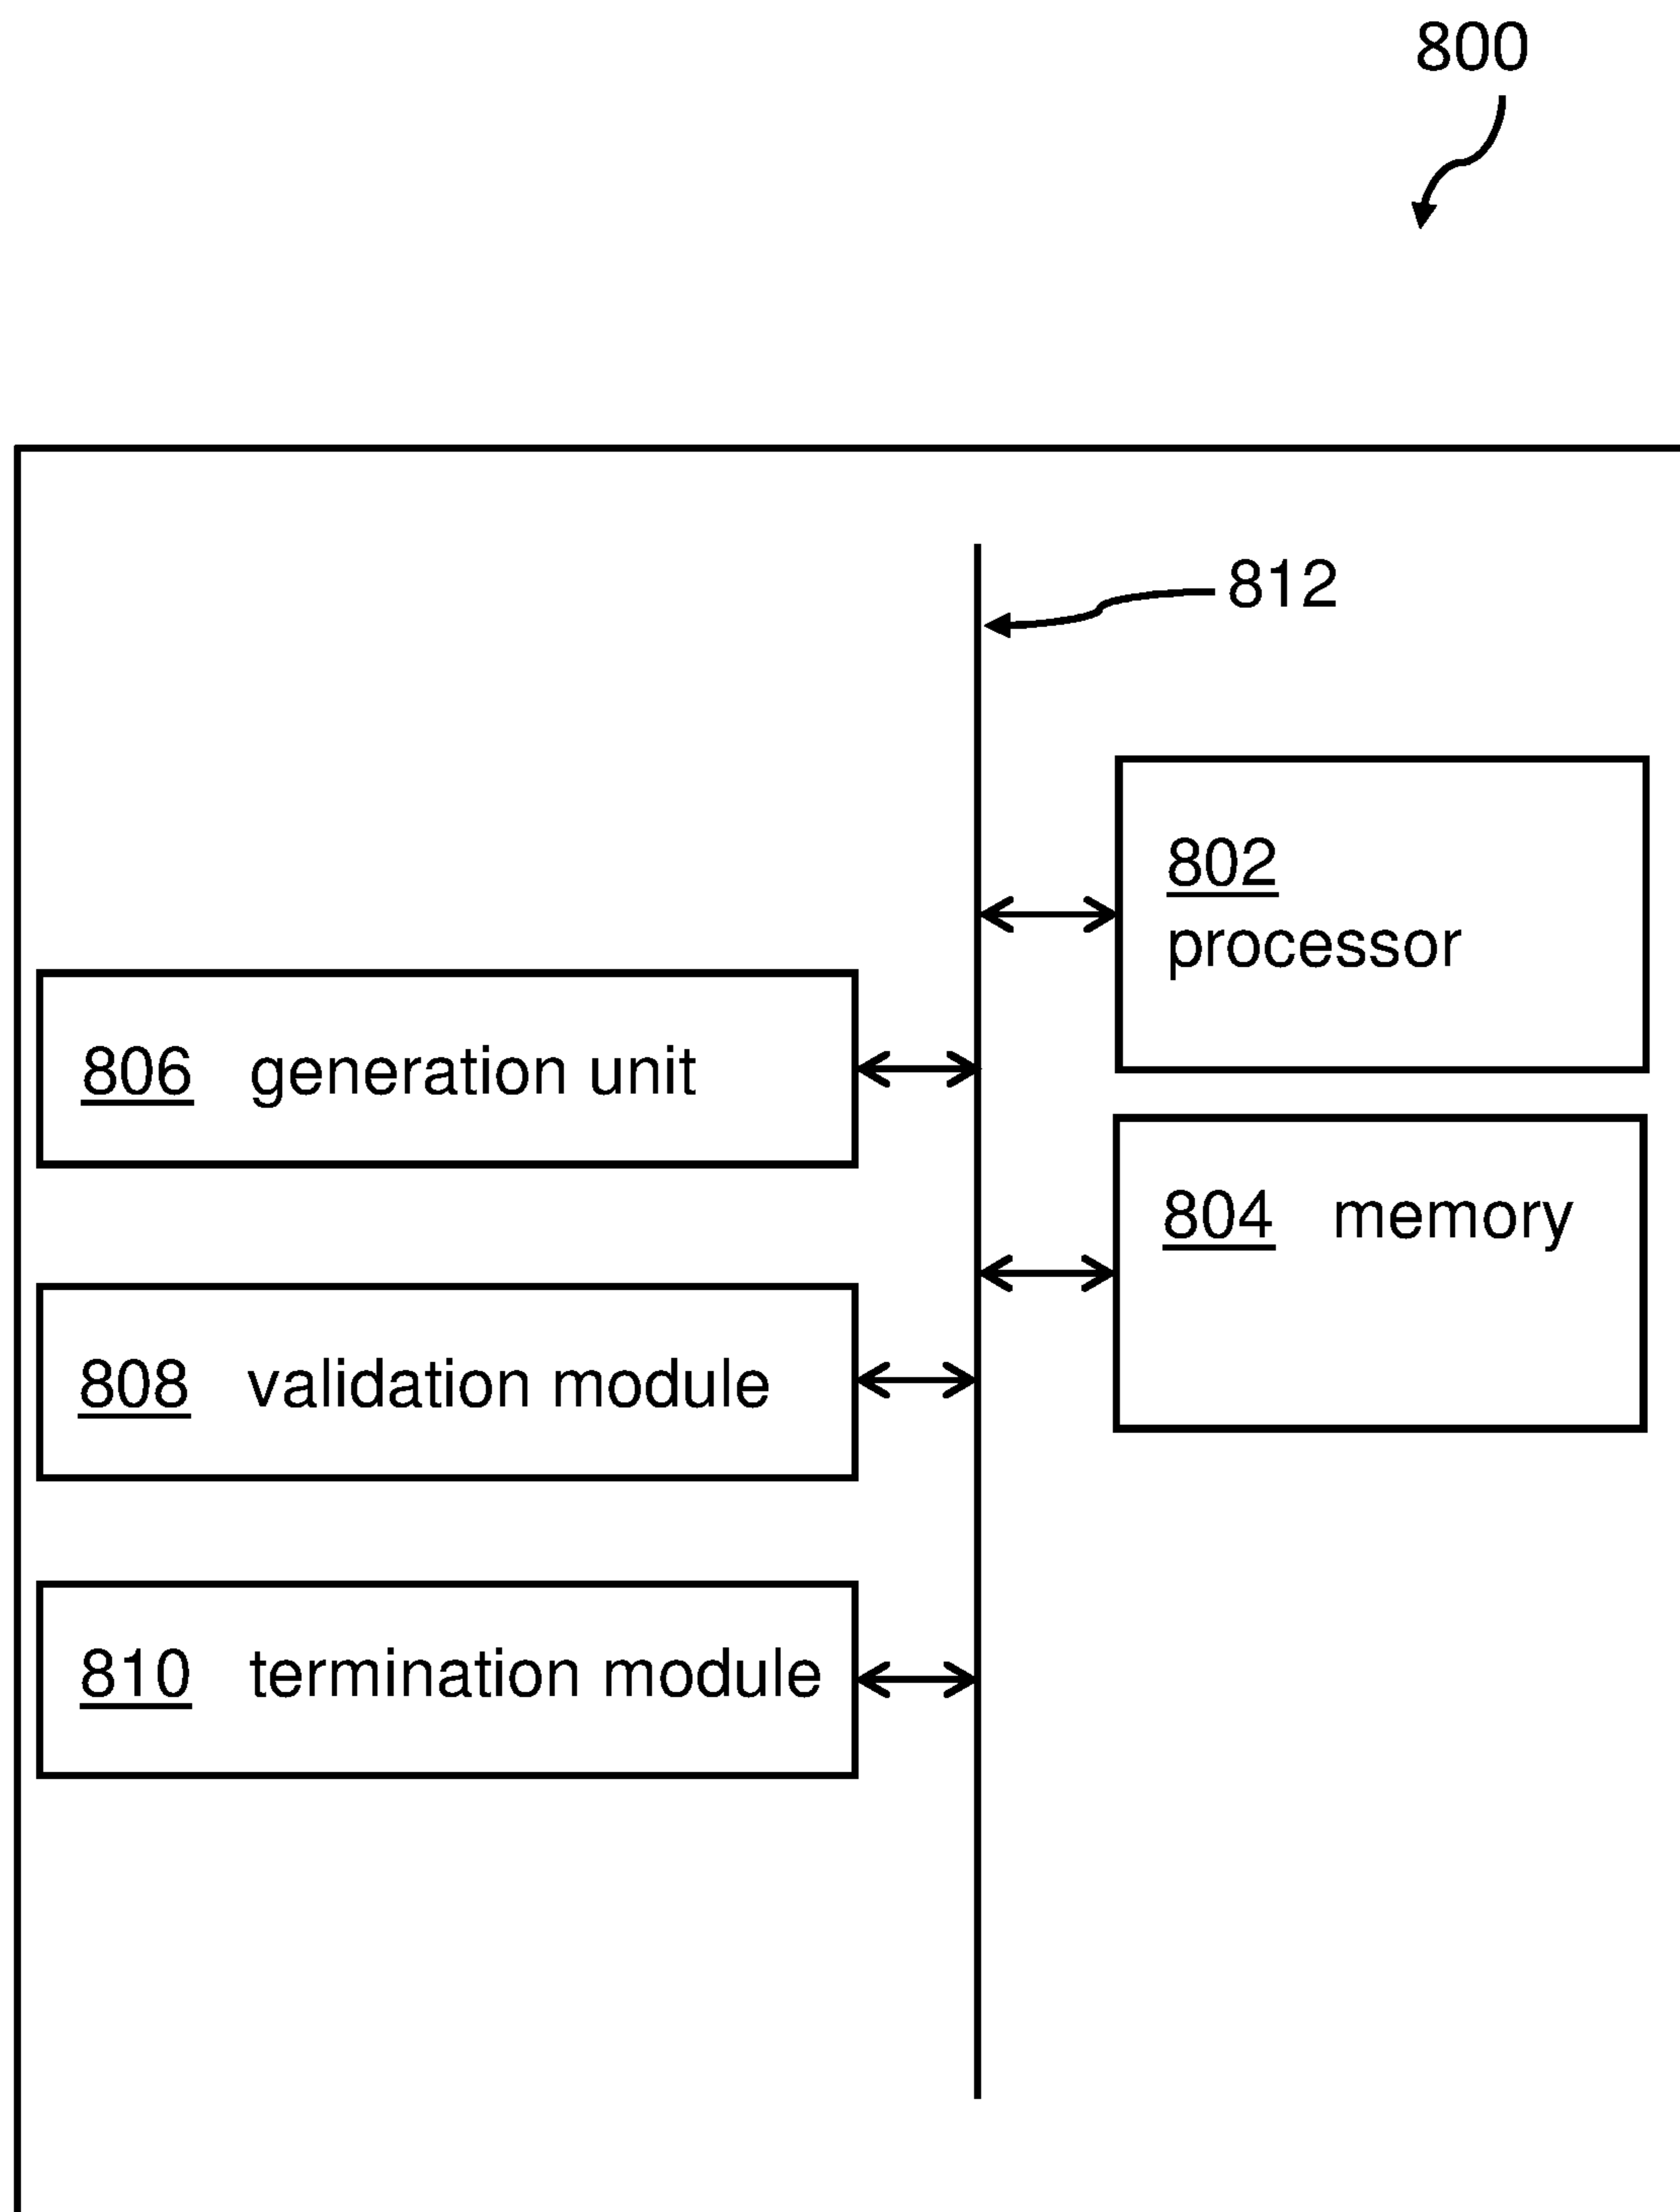 800
812
802
processor
806 generation unit
804 memory
808 validation module
810 termination module